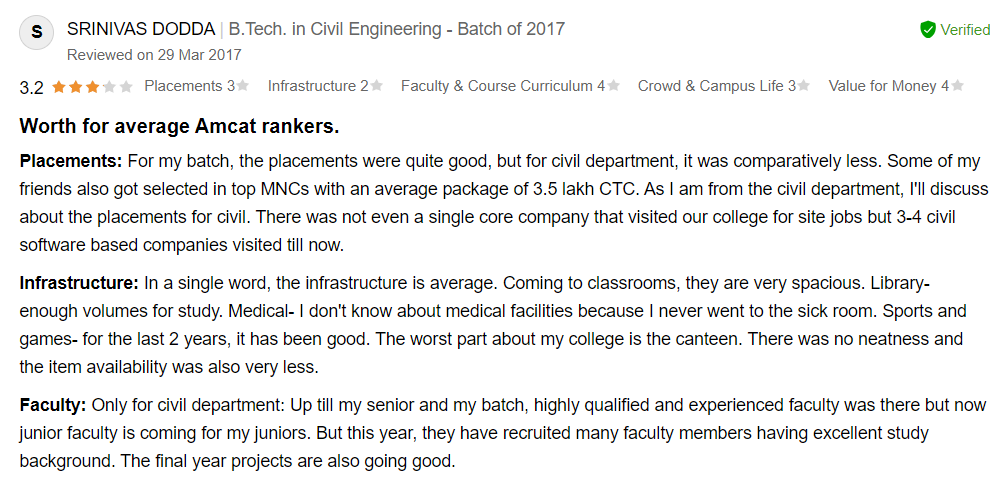 S
SRINIVAS DODDA | B.Tech. in Civil Engineering - Batch of 2017
Verified
Reviewed on 29 Mar 2017
3.2 Placements 3 Infrastructure 2 Faculty & Course Curriculum 4 Crowd & Campus Life 3 Value for Money 4
Worth for average Amcat rankers.
Placements: For my batch, the placements were quite good, but for civil department, it was comparatively less. Some of my
friends also got selected in top MNCs with an average package of 3.5 lakh CTC. As I am from the civil department, I'll discuss
about the placements for civil. There was not even a single core company that visited our college for site jobs but 3-4 civil
software based companies visited till now.
Infrastructure: In a single word, the infrastructure is average. Coming to classrooms, they are very spacious. Library-
enough volumes for study. Medical- I don't know about medical facilities because I never went to the sick room. Sports and
games- for the last 2 years, it has been good. The worst part about my college is the canteen. There was no neatness and
the item availability was also very less.
Faculty: Only for civil department: Up till my senior and my batch, highly qualified and experienced faculty was there but now
junior faculty is coming for my juniors. But this year, they have recruited many faculty members having excellent study
background. The final year projects are also going good.